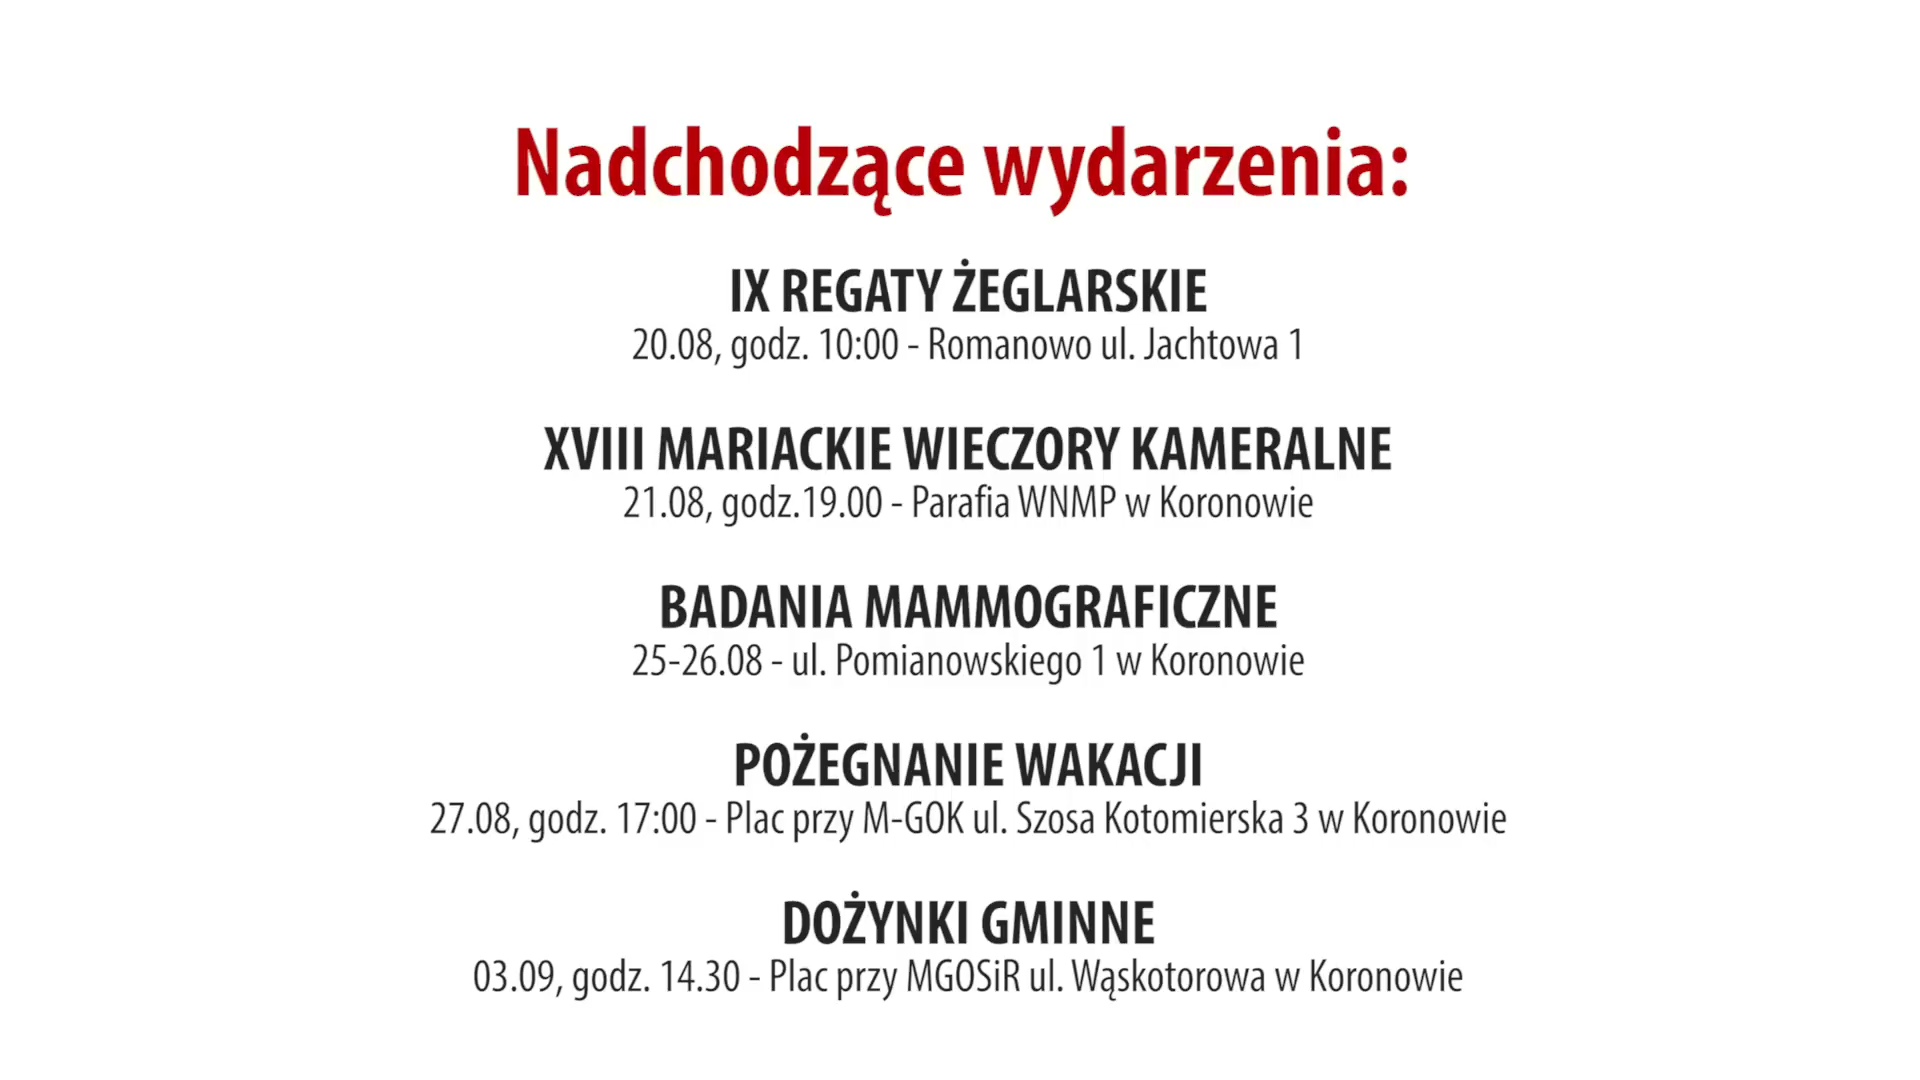 Nadchodzące wydarzenia:
IX REGATY ŻEGLARSKIE
20.08, godz. 10:00 - Romanowo ul. Jachtowa 1
XVIII MARIACKIE WIECZORY KAMERALNE
21.08, godz.19.00 - Parafia WNMP w Koronowie
BADANIA MAMMOGRAFICZNE
25-26.08 - ul. Pomianowskiego 1 w Koronowie
POŻEGNANIE WAKACJI
27.08, godz. 17:00 - Plac przy M-GOK ul. Szosa Kotomierska 3 w Koronowie
DOŻYNKI GMINNE
03.09, godz. 14.30 - Plac przy MGOSiR ul. Wąskotorowa w Koronowie